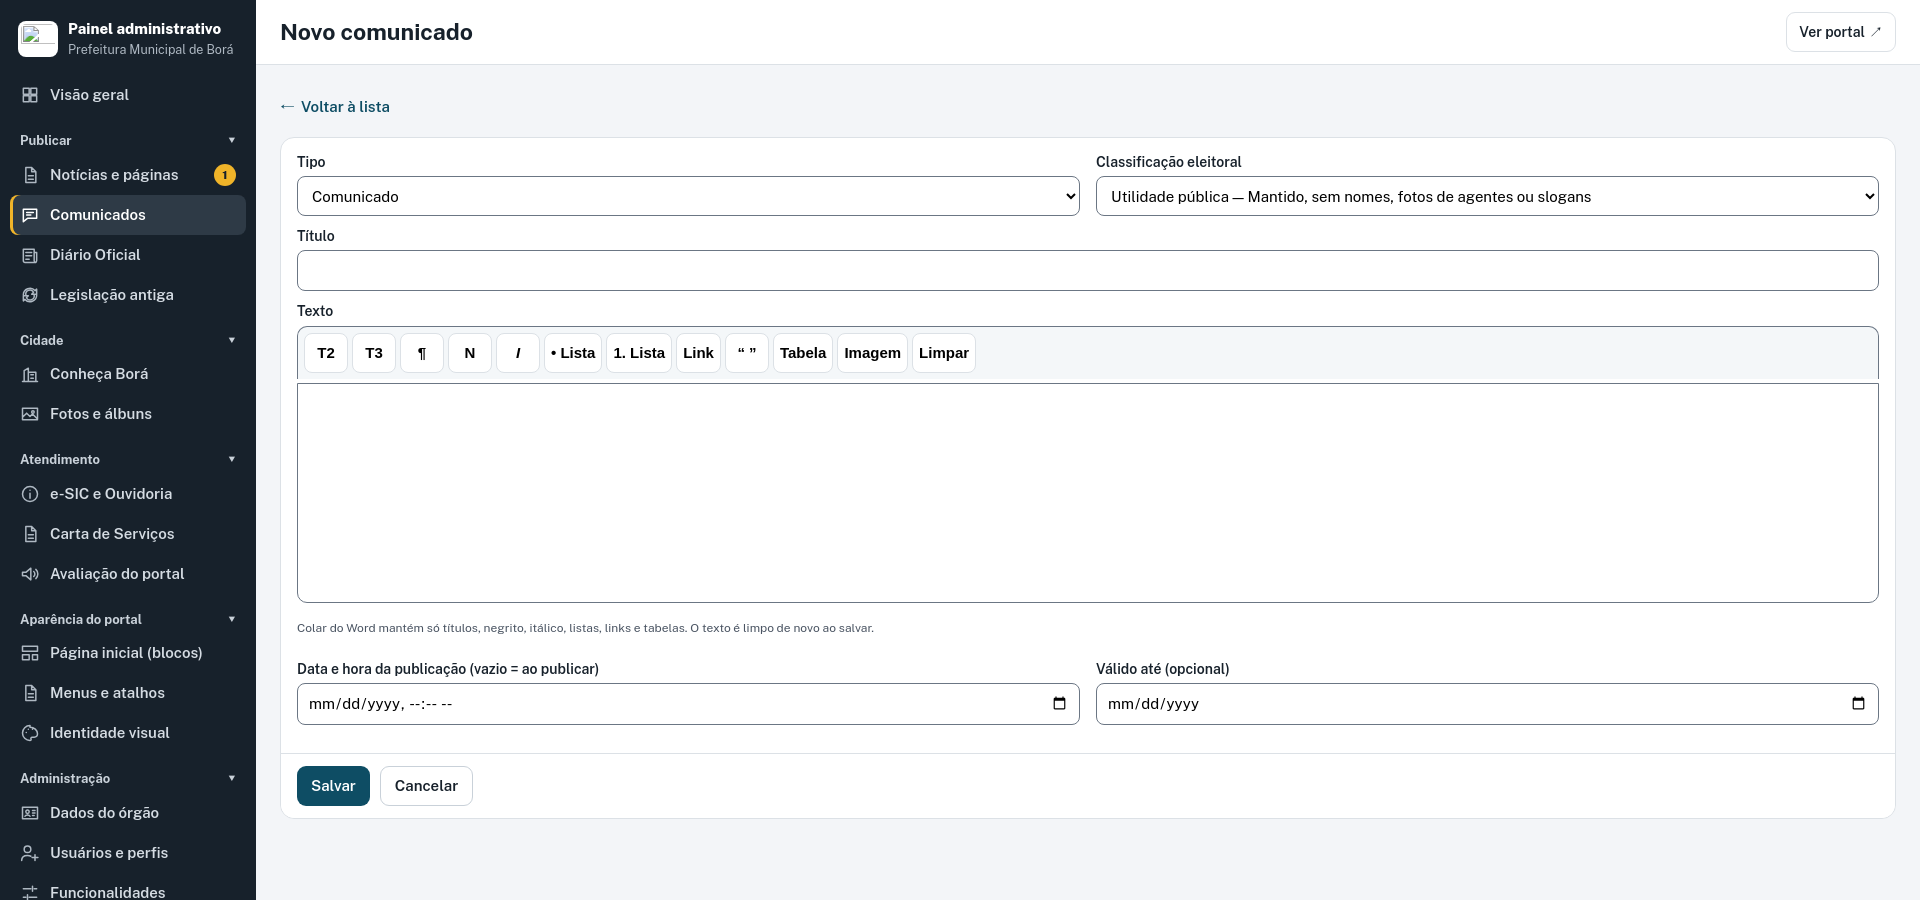 Painel administrativo
Prefeitura Municipal de Borá
Visão geral
Publicar
Notícias e páginas
1
Comunicados
Diário Oficial
Legislação antiga
Cidade
Conheça Borá
Fotos e álbuns
Atendimento
e-SIC e Ouvidoria
Carta de Serviços
Avaliação do portal
Aparência do portal
Página inicial (blocos)
Menus e atalhos
Identidade visual
Administração
Dados do órgão
Usuários e perfis
Funcionalidades
Novo comunicado
Ver portal ↗
← Voltar à lista
Tipo
Comunicado
Classificação eleitoral
Utilidade pública — Mantido, sem nomes, fotos de agentes ou slogans
Título
Texto
T2 T3 ¶ N I • Lista 1. Lista Link “ ” Tabela Imagem Limpar
Colar do Word mantém só títulos, negrito, itálico, listas, links e tabelas. O texto é limpo de novo ao salvar.
Data e hora da publicação (vazio = ao publicar)
mm/dd/yyyy, --:-- --
Válido até (opcional)
mm/dd/yyyy
Salvar
Cancelar